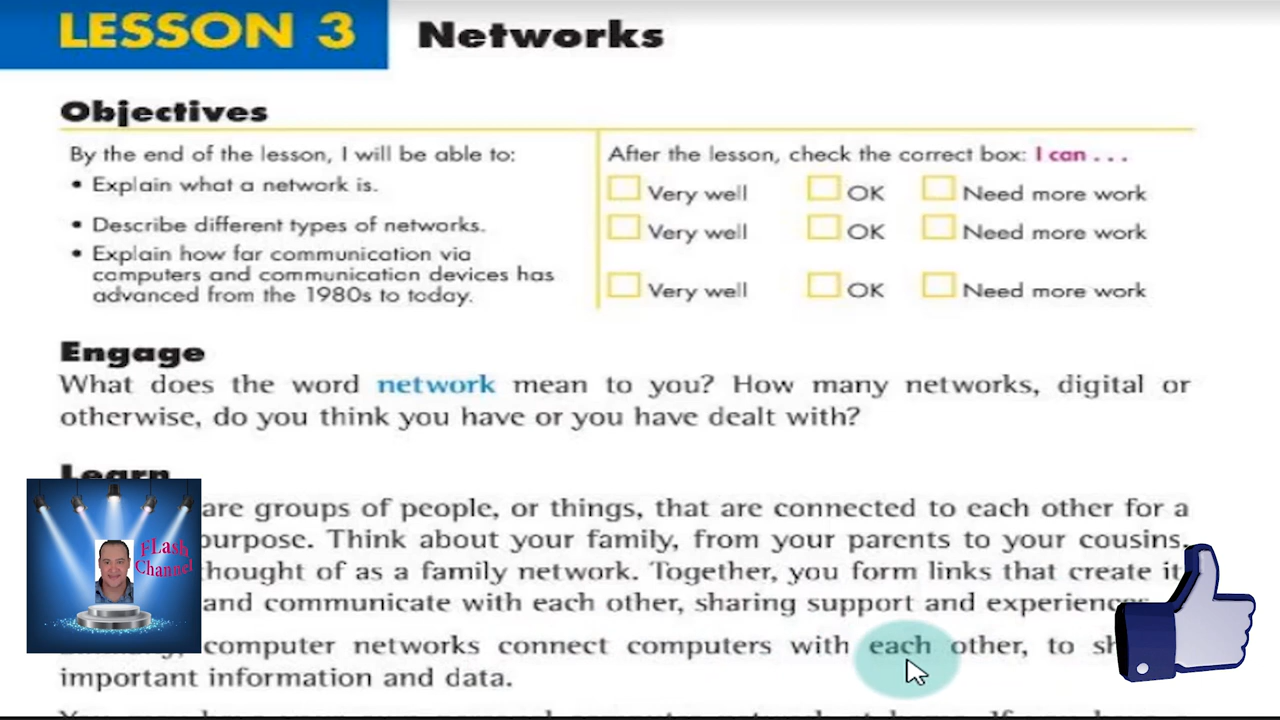 LESSON 3 Networks
Objectives
By the end of the lesson, I will be able to:
• Explain what a network is.
• Describe different types of networks.
• Explain how far communication via
computers and communication devices has
advanced from the 1980s to today.
After the lesson, check the correct box: I can . . .
Very well OK Need more work
Very well OK Need more work
Very well OK Need more work
Engage
What does the word network mean to you? How many networks, digital or
otherwise, do you think you have or you have dealt with?
Learn
are groups of people, or things, that are connected to each other for a
purpose. Think about your family, from your parents to your cousins.
thought of as a family network. Together, you form links that create it
and communicate with each other, sharing support and experiences
computer networks connect computers with each other, to
important information and data.
FLash
Channel